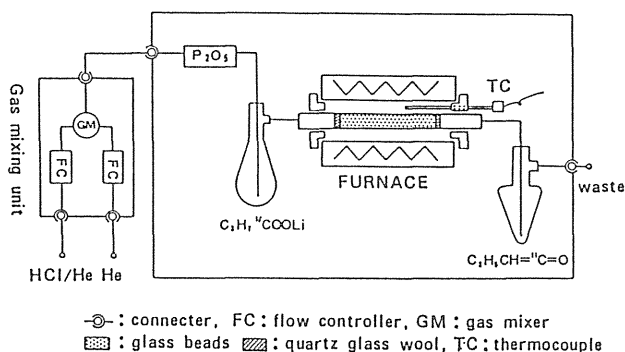 P₂O₅
TC
Gas mixing unit
GM
FC
FC
FURNACE
waste
C₃H₇¹¹COOLi
C₂H₅CH=¹¹C=O
HCl/He He
: connecter, FC : flow controller, GM : gas mixer
: glass beads : quartz glass wool, TC : thermocouple